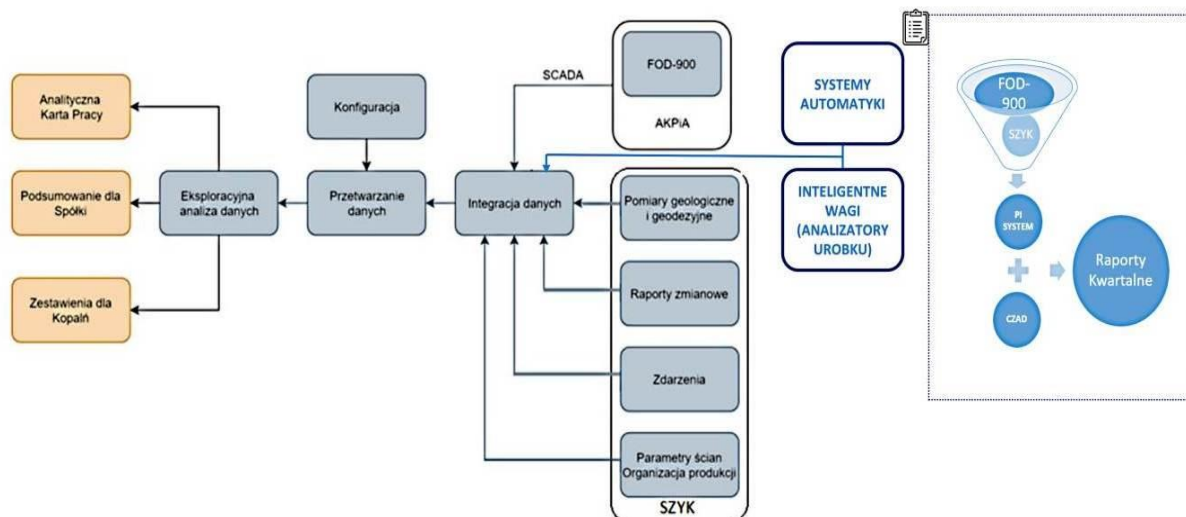 Analityczna
Karta Pracy
Podsumowanie dla
Spółki
Zestawienia dla
Kopalń
Eksploracyjna
analiza danych
Konfiguracja
Przetwarzanie
danych
Integracja danych
SCADA
FOD-900
AKPiA
Pomiary geologiczne
i geodezyjne
Raporty zmianowe
Zdarzenia
Parametry ścian
Organizacja produkcji
SZYK
SYSTEMY
AUTOMATYKI
INTELIGENTNE
WAGI
(ANALIZATORY
UROBKU)
FOD-
900
SZYK
PI
SYSTEM
CZAD
Raporty
Kwartalne